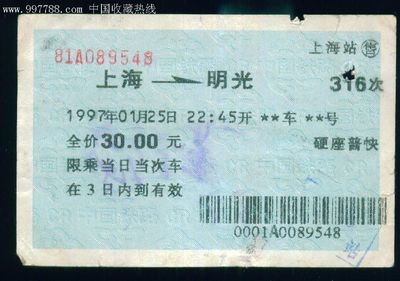 www.997788.com 中国收藏热线
81A089548
上海站 售
上海 明光 316次
1997年01月25日 22:45开 **车 **号
全价30.00元 硬座普快
限乘当日当次车
在3日内到有效
0001A0089548